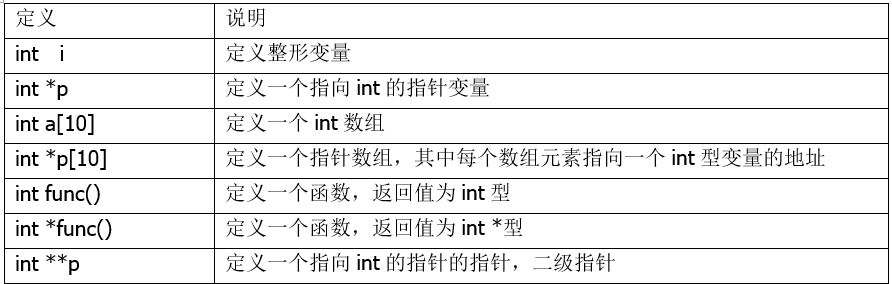 定义 说明
int i 定义整形变量
int *p 定义一个指向 int 的指针变量
int a[10] 定义一个 int 数组
int *p[10] 定义一个指针数组，其中每个数组元素指向一个 int 型变量的地址
int func() 定义一个函数，返回值为 int 型
int *func() 定义一个函数，返回值为 int *型
int **p 定义一个指向 int 的指针的指针，二级指针